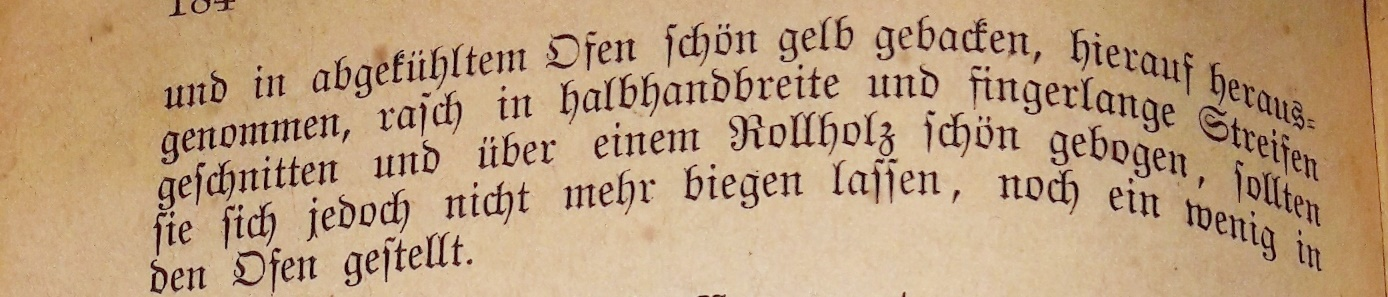 184
und in abgekühltem Ofen ſchön gelb gebacken, hierauf heraus⸗
genommen, raſch in halbhandbreite und fingerlange Streifen
geſchnitten und über einem Rollholz ſchön gebogen, ſollten
ſie ſich jedoch nicht mehr biegen laſſen, noch ein wenig in
den Ofen geſtellt.